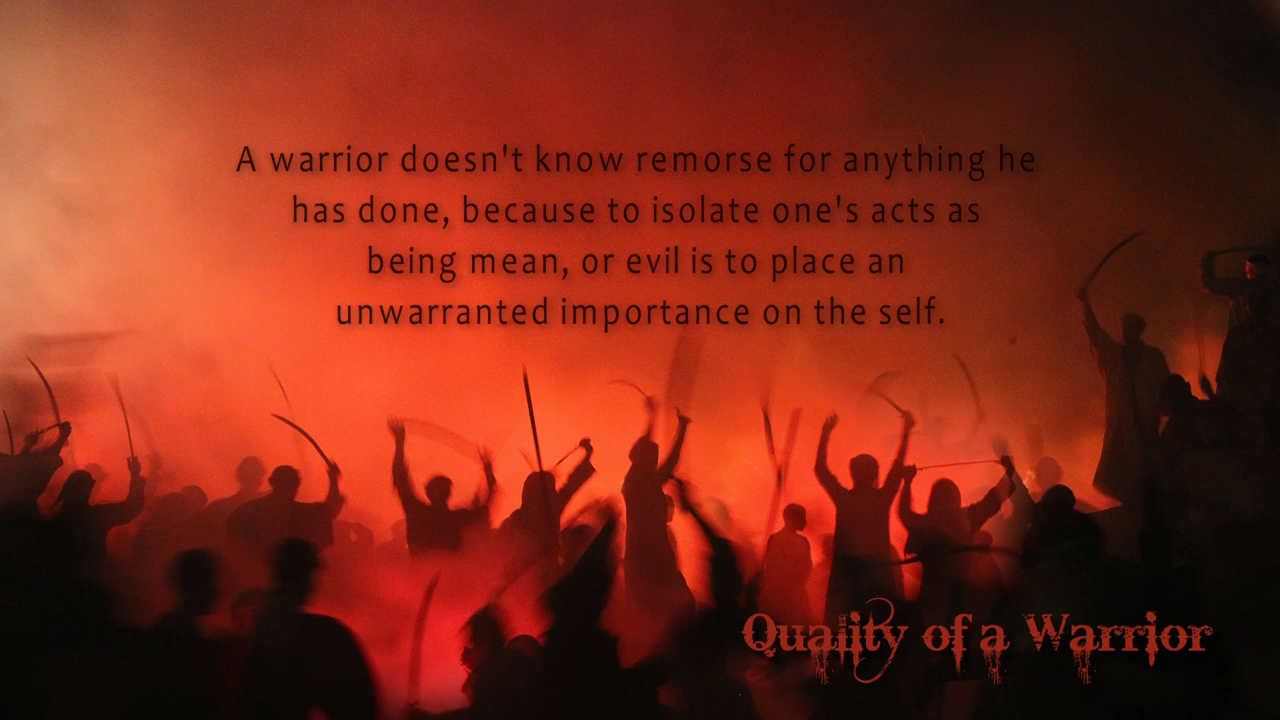 A warrior doesn't know remorse for anything he
has done, because to isolate one's acts as
being mean, or evil is to place an
unwarranted importance on the self.
Quality of a Warrior